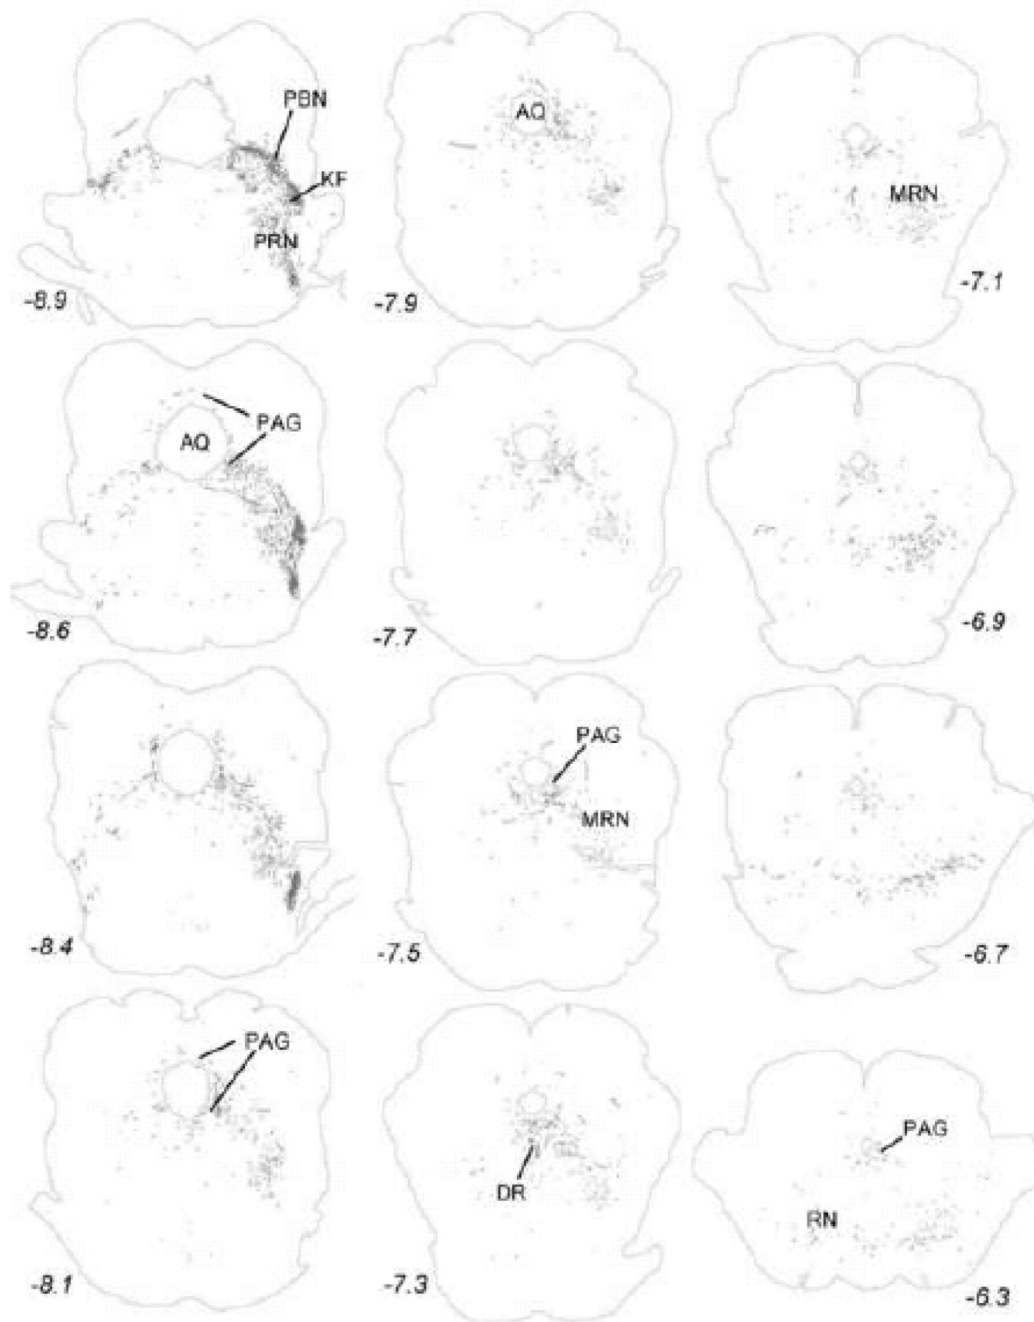 PBN
KF
PRN
-8.9
AQ
-7.9
MRN
-7.1
PAG
AQ
-8.6
-7.7
-6.9
-8.4
PAG
MRN
-7.5
-6.7
PAG
-8.1
DR
-7.3
PAG
RN
-6.3